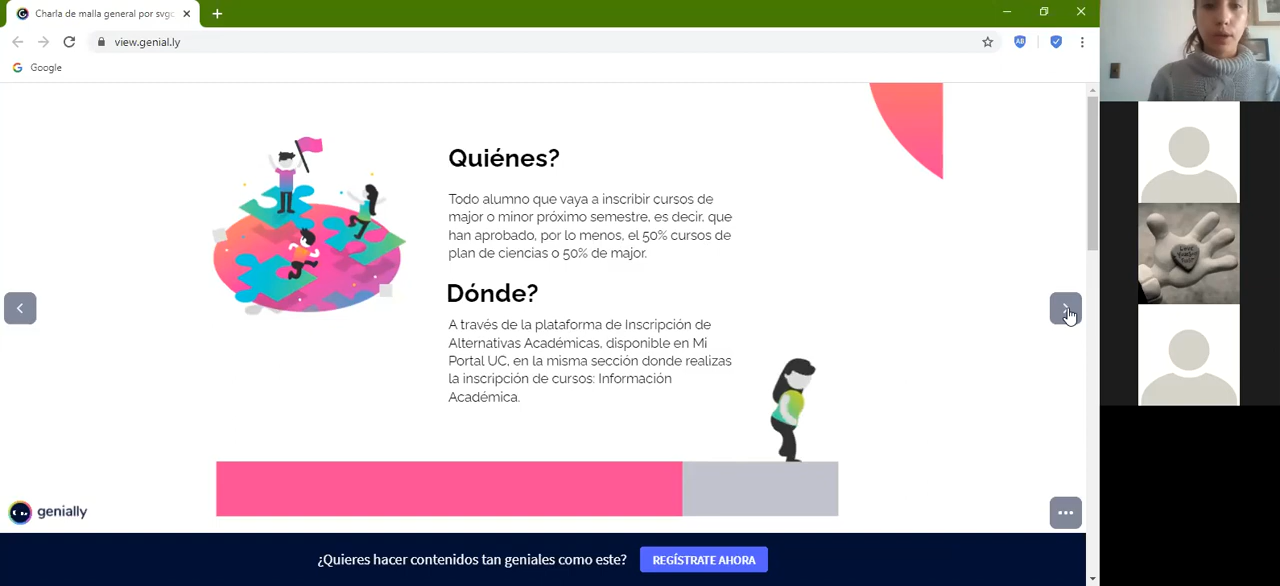 Charla de malla general por svgc
view.genial.ly
Google
Quiénes?
Todo alumno que vaya a inscribir cursos de
major o minor próximo semestre, es decir, que
han aprobado, por lo menos, el 50% cursos de
plan de ciencias o 50% de major.
Dónde?
A través de la plataforma de Inscripción de
Alternativas Académicas, disponible en Mi
Portal UC, en la misma sección donde realizas
la inscripción de cursos: Información
Académica.
genially
¿Quieres hacer contenidos tan geniales como este? REGÍSTRATE AHORA